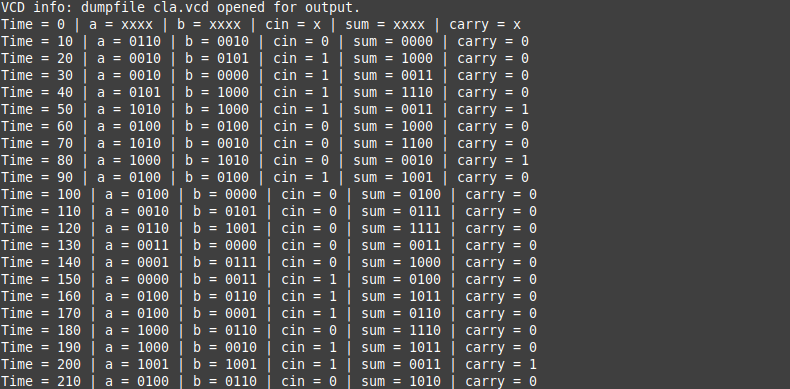 VCD info: dumpfile cla.vcd opened for output.
Time = 0 | a = xxxx | b = xxxx | cin = x | sum = xxxx | carry = x
Time = 10 | a = 0110 | b = 0010 | cin = 0 | sum = 0000 | carry = 0
Time = 20 | a = 0010 | b = 0101 | cin = 1 | sum = 1000 | carry = 0
Time = 30 | a = 0010 | b = 0000 | cin = 1 | sum = 0011 | carry = 0
Time = 40 | a = 0101 | b = 1000 | cin = 1 | sum = 1110 | carry = 0
Time = 50 | a = 1010 | b = 1000 | cin = 1 | sum = 0011 | carry = 1
Time = 60 | a = 0100 | b = 0100 | cin = 0 | sum = 1000 | carry = 0
Time = 70 | a = 1010 | b = 0010 | cin = 0 | sum = 1100 | carry = 0
Time = 80 | a = 1000 | b = 1010 | cin = 0 | sum = 0010 | carry = 1
Time = 90 | a = 0100 | b = 0100 | cin = 1 | sum = 1001 | carry = 0
Time = 100 | a = 0100 | b = 0000 | cin = 0 | sum = 0100 | carry = 0
Time = 110 | a = 0010 | b = 0101 | cin = 0 | sum = 0111 | carry = 0
Time = 120 | a = 0110 | b = 1001 | cin = 0 | sum = 1111 | carry = 0
Time = 130 | a = 0011 | b = 0000 | cin = 0 | sum = 0011 | carry = 0
Time = 140 | a = 0001 | b = 0111 | cin = 0 | sum = 1000 | carry = 0
Time = 150 | a = 0000 | b = 0011 | cin = 1 | sum = 0100 | carry = 0
Time = 160 | a = 0100 | b = 0110 | cin = 1 | sum = 1011 | carry = 0
Time = 170 | a = 0100 | b = 0001 | cin = 1 | sum = 0110 | carry = 0
Time = 180 | a = 1000 | b = 0110 | cin = 0 | sum = 1110 | carry = 0
Time = 190 | a = 1000 | b = 0010 | cin = 1 | sum = 1011 | carry = 0
Time = 200 | a = 1001 | b = 1001 | cin = 1 | sum = 0011 | carry = 1
Time = 210 | a = 0100 | b = 0110 | cin = 0 | sum = 1010 | carry = 0